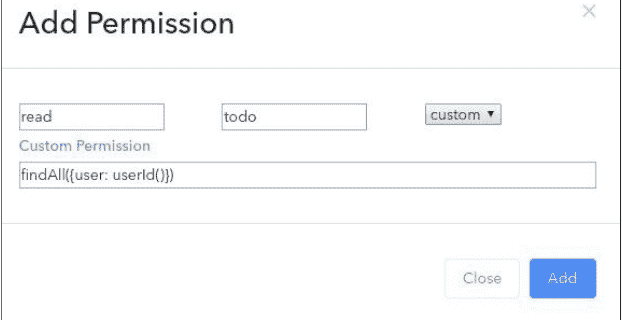 Add Permission
×
read todo custom ▼
Custom Permission
findAll({user: userId()})
Close Add